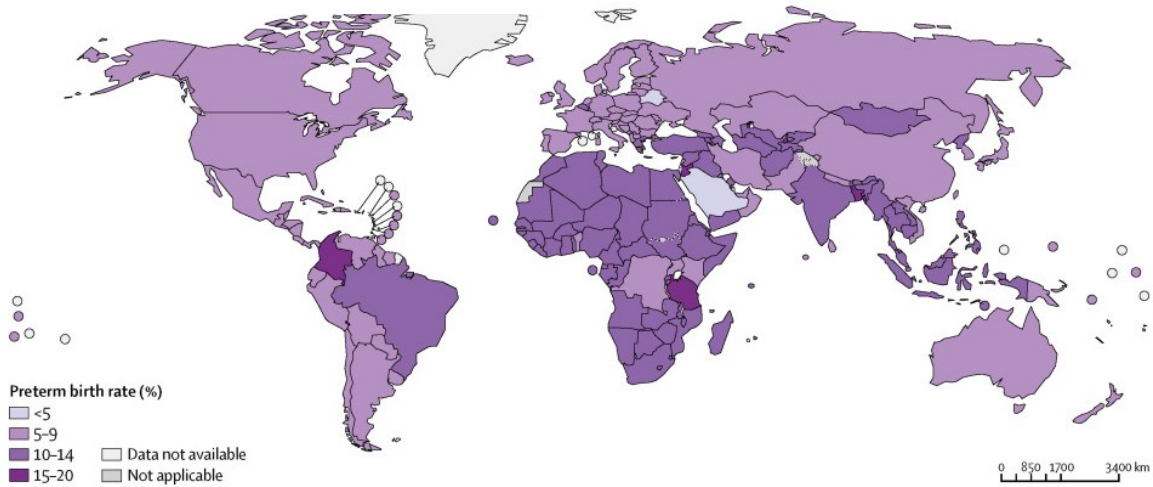 Preterm birth rate (%)
<5
5–9
10–14
15–20
Data not available
Not applicable
0 850 1700 3400 km